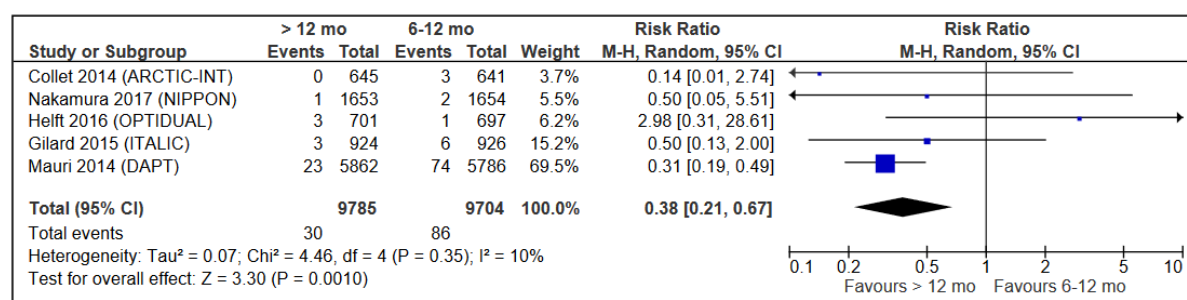 > 12 mo 6-12 mo Risk Ratio Risk Ratio
Study or Subgroup Events Total Events Total Weight M-H, Random, 95% CI M-H, Random, 95% CI
Collet 2014 (ARCTIC-INT) 0 645 3 641 3.7% 0.14 [0.01, 2.74]
Nakamura 2017 (NIPPON) 1 1653 2 1654 5.5% 0.50 [0.05, 5.51]
Helft 2016 (OPTIDUAL) 3 701 1 697 6.2% 2.98 [0.31, 28.61]
Gilard 2015 (ITALIC) 3 924 6 926 15.2% 0.50 [0.13, 2.00]
Mauri 2014 (DAPT) 23 5862 74 5786 69.5% 0.31 [0.19, 0.49]
Total (95% CI) 9785 9704 100.0% 0.38 [0.21, 0.67]
Total events 30 86
Heterogeneity: Tau² = 0.07; Chi² = 4.46, df = 4 (P = 0.35); I² = 10%
Test for overall effect: Z = 3.30 (P = 0.0010)
0.1 0.2 0.5 1 2 5 10
Favours > 12 mo Favours 6-12 mo